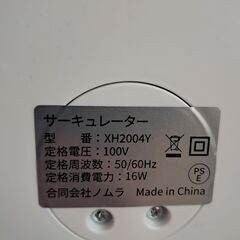 サーキュレーター
型　　番：XH2004Y
定格電圧：100V
定格周波数：50/60Hz
定格消費電力：16W
合同会社ノムラ Made in China
PS
E